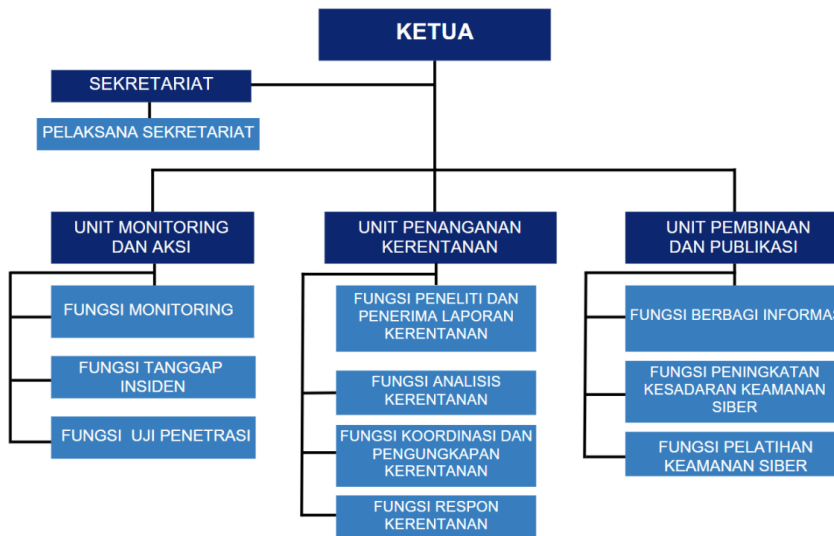 KETUA
SEKRETARIAT
PELAKSANA SEKRETARIAT
UNIT MONITORING
DAN AKSI
FUNGSI MONITORING
FUNGSI TANGGAP
INSIDEN
FUNGSI UJI PENETRASI
UNIT PENANGANAN
KERENTANAN
FUNGSI PENELITI DAN
PENERIMA LAPORAN
KERENTANAN
FUNGSI ANALISIS
KERENTANAN
FUNGSI KOORDINASI DAN
PENGUNGKAPAN
KERENTANAN
FUNGSI RESPON
KERENTANAN
UNIT PEMBINAAN
DAN PUBLIKASI
FUNGSI BERBAGI INFORMAS
FUNGSI PENINGKATAN
KESADARAN KEAMANAN
SIBER
FUNGSI PELATIHAN
KEAMANAN SIBER